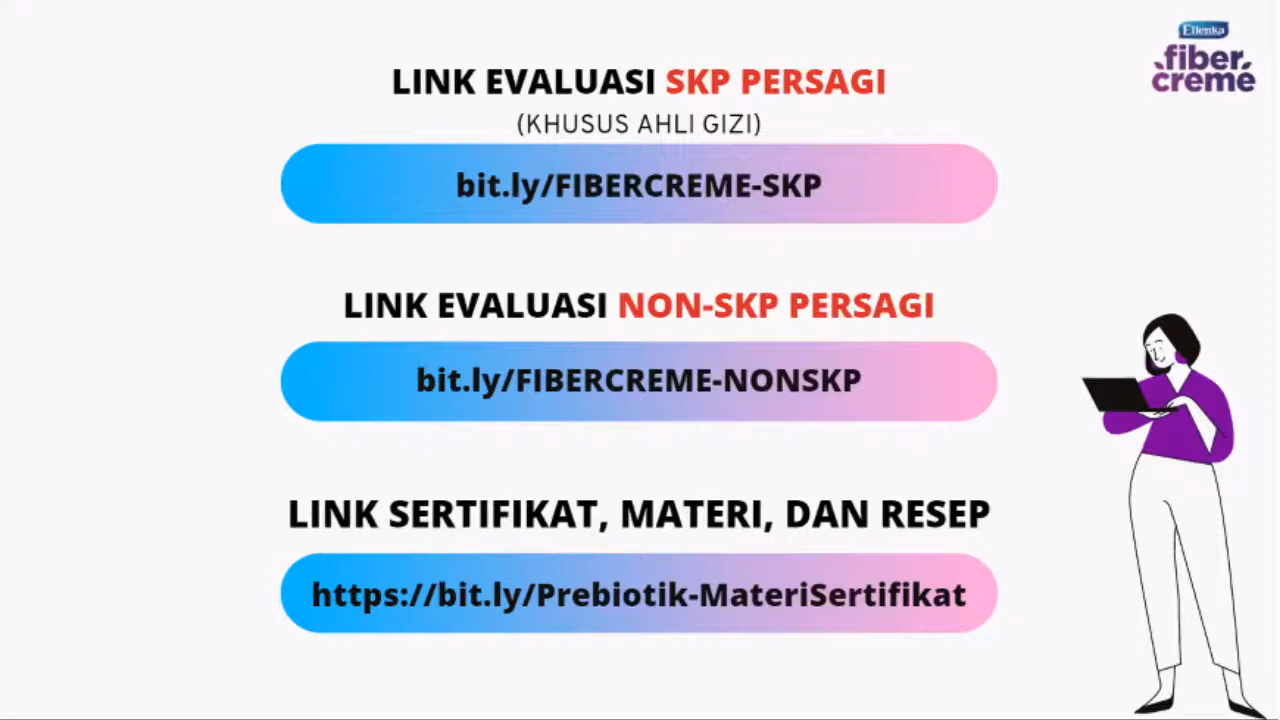 Ellenka
fiber
creme
LINK EVALUASI SKP PERSAGI
(KHUSUS AHLI GIZI)
bit.ly/FIBERCREME-SKP
LINK EVALUASI NON-SKP PERSAGI
bit.ly/FIBERCREME-NONSKP
LINK SERTIFIKAT, MATERI, DAN RESEP
https://bit.ly/Prebiotik-MateriSertifikat